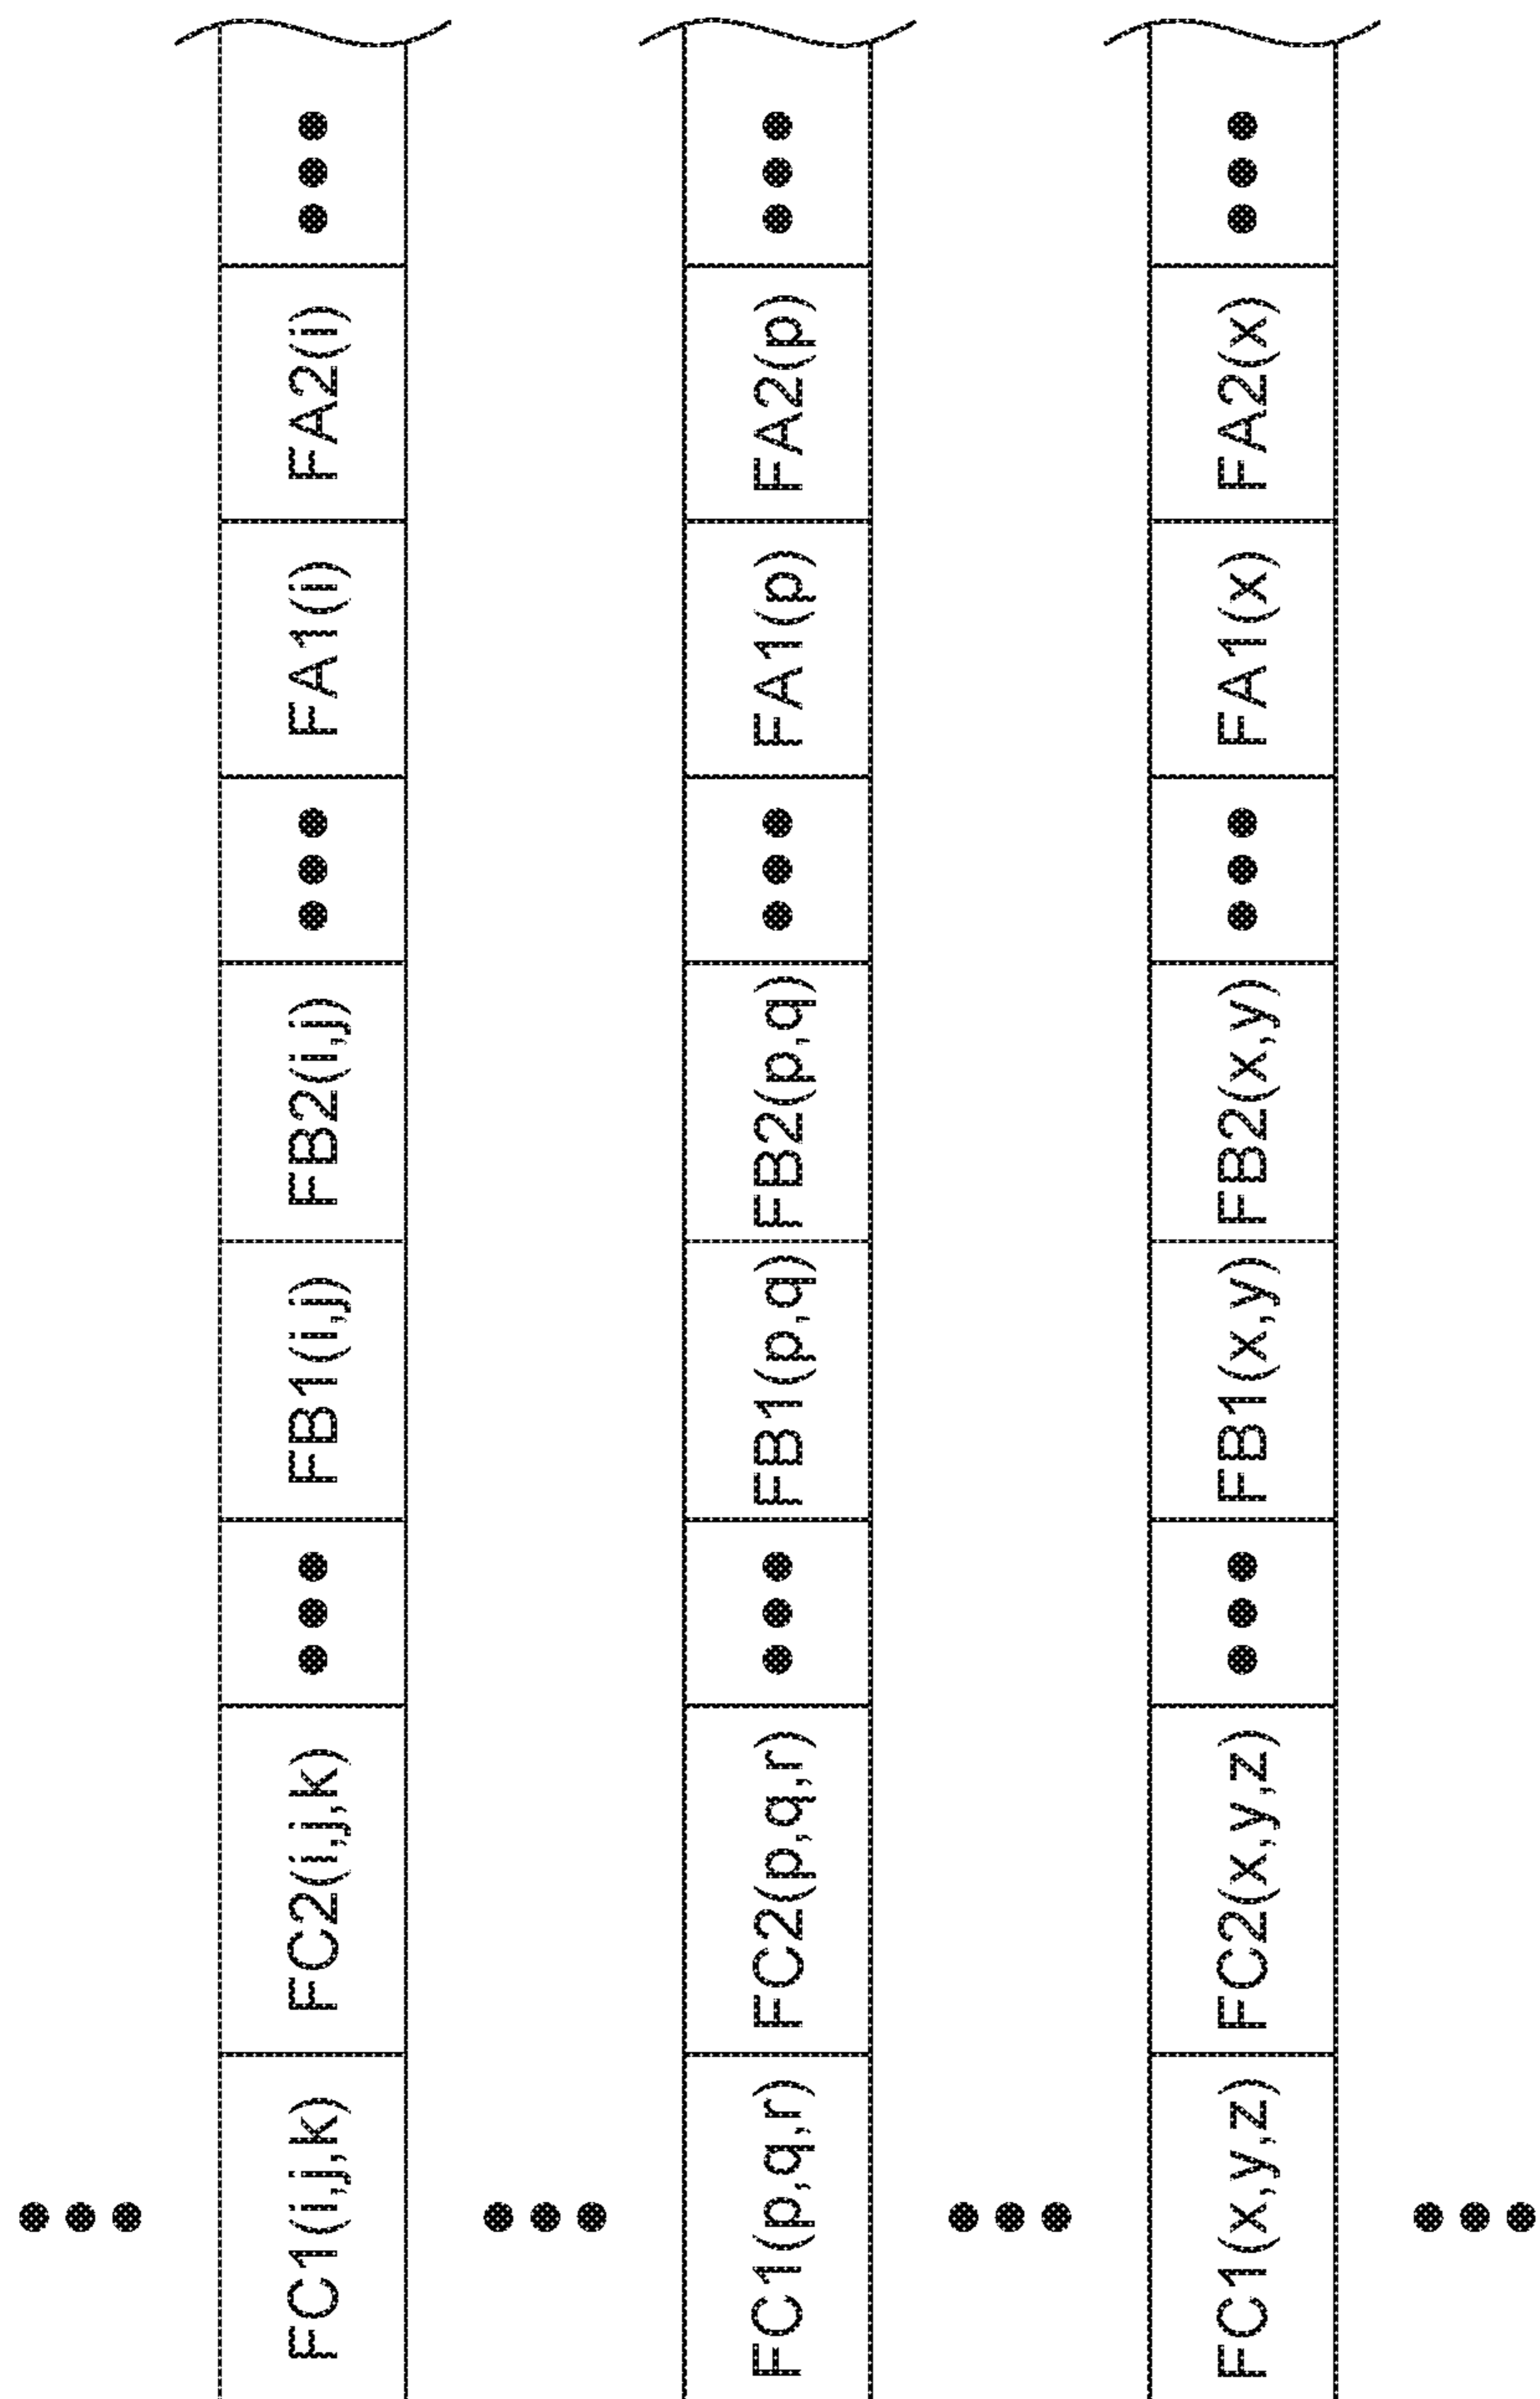 FC1(i,j,k) FC2(i,j,k) FB1(i,j) FB2(i,j) FA1(i) FA2(i)
FC1(p,q,r) FC2(p,q,r) FB1(p,q) FB2(p,q) FA1(p) FA2(p)
FC1(x,y,z) FC2(x,y,z) FB1(x,y) FB2(x,y) FA1(x) FA2(x)